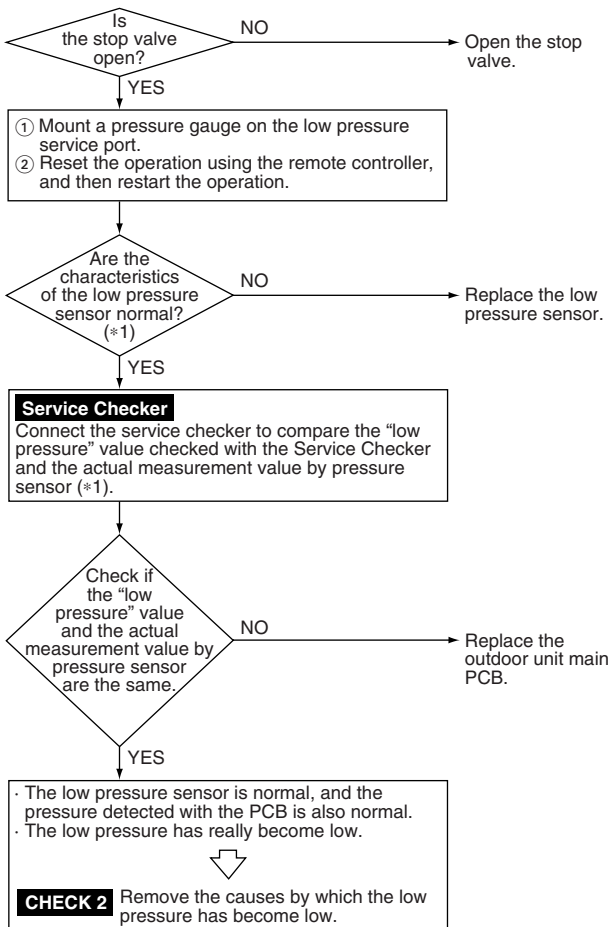 Is
the stop valve
open?
NO
Open the stop
valve.
YES
① Mount a pressure gauge on the low pressure
service port.
② Reset the operation using the remote controller,
and then restart the operation.
Are the
characteristics
of the low pressure
sensor normal?
(*1)
NO
Replace the low
pressure sensor.
YES
Service Checker
Connect the service checker to compare the “low
pressure” value checked with the Service Checker
and the actual measurement value by pressure
sensor (*1).
Check if
the “low
pressure” value
and the actual
measurement value by
pressure sensor
are the same.
NO
Replace the
outdoor unit main
PCB.
YES
· The low pressure sensor is normal, and the
pressure detected with the PCB is also normal.
· The low pressure has really become low.
CHECK 2 Remove the causes by which the low
pressure has become low.